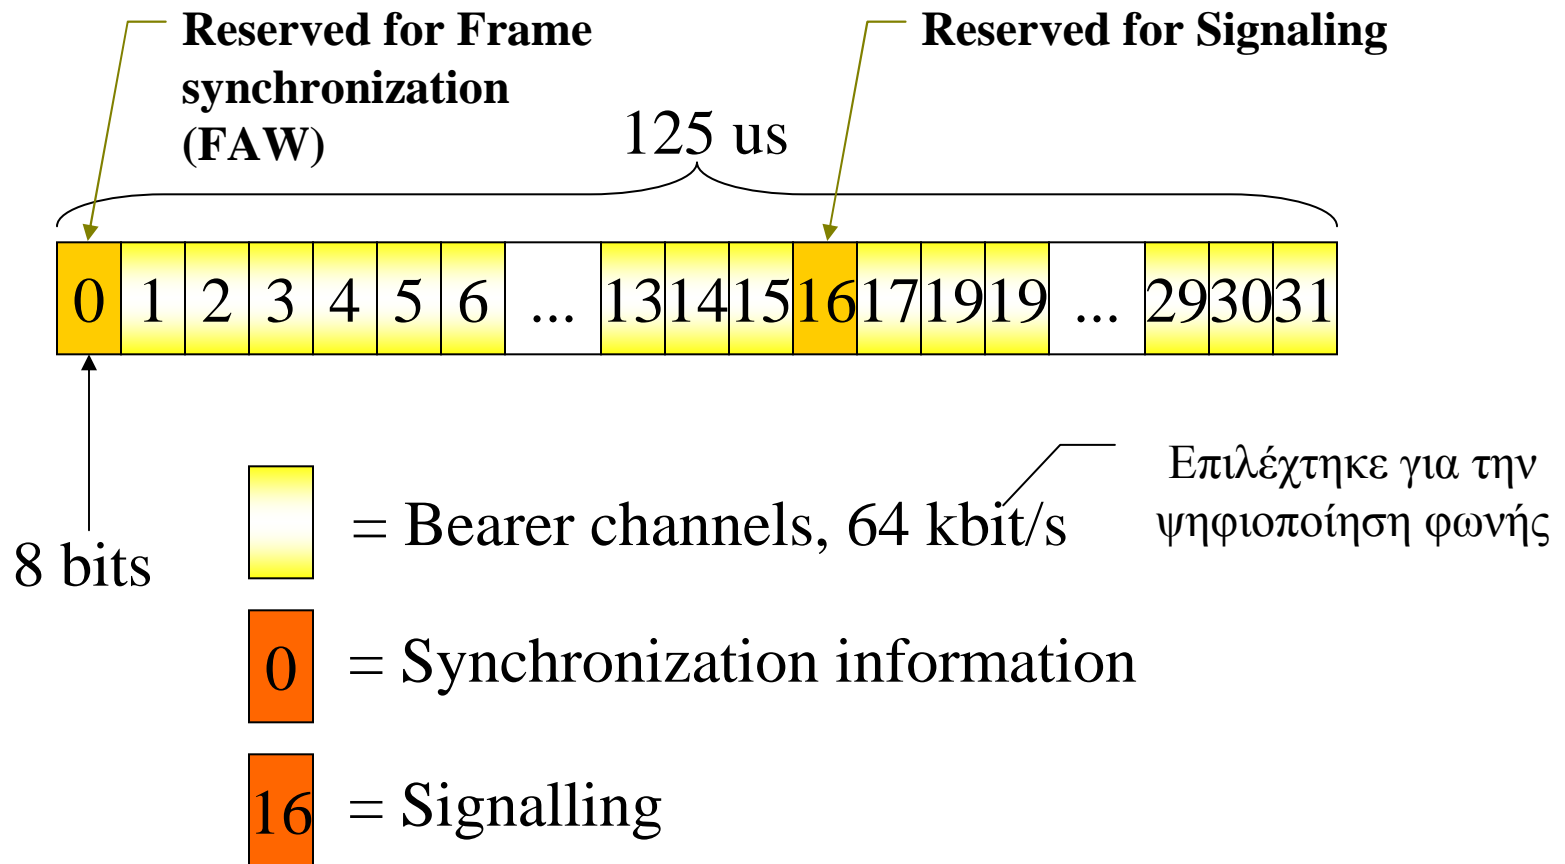 Reserved for Frame
synchronization
(FAW)
Reserved for Signaling
125 us
0 1 2 3 4 5 6 ... 13 14 15 16 17 19 19 ... 29 30 31
8 bits
= Bearer channels, 64 kbit/s
Επιλέχτηκε για την
ψηφιοποίηση φωνής
0 = Synchronization information
16 = Signalling